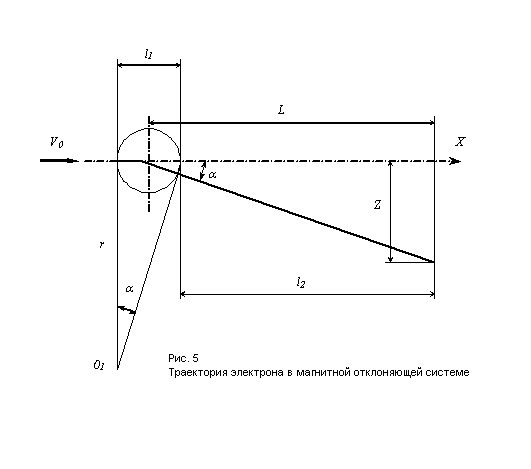 l1
L
V0
X
α
Z
r
l2
α
O1
Рис. 5
Траектория электрона в магнитной отклоняющей системе